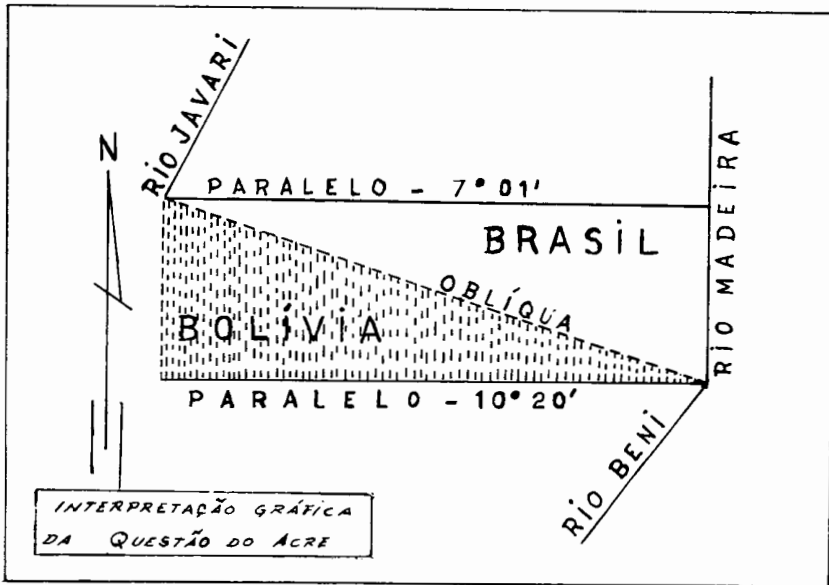 RiO JAVARi
N
PARALELO - 7° 01'
BRASiL
RiO MADEiRA
OBLÍQUA
BOLÍViA
PARALELO - 10° 20'
RiO BENi
INTERPRETAÇÃO GRÁFICA
DA QUESTÃO DO ACRE